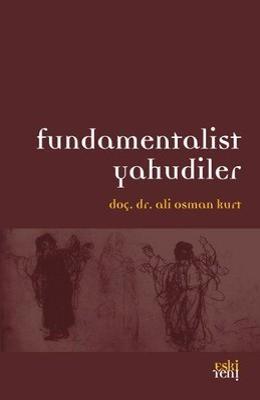 fundamentalist
yahudiler
doç. dr. ali osman kurt
eski
yeni